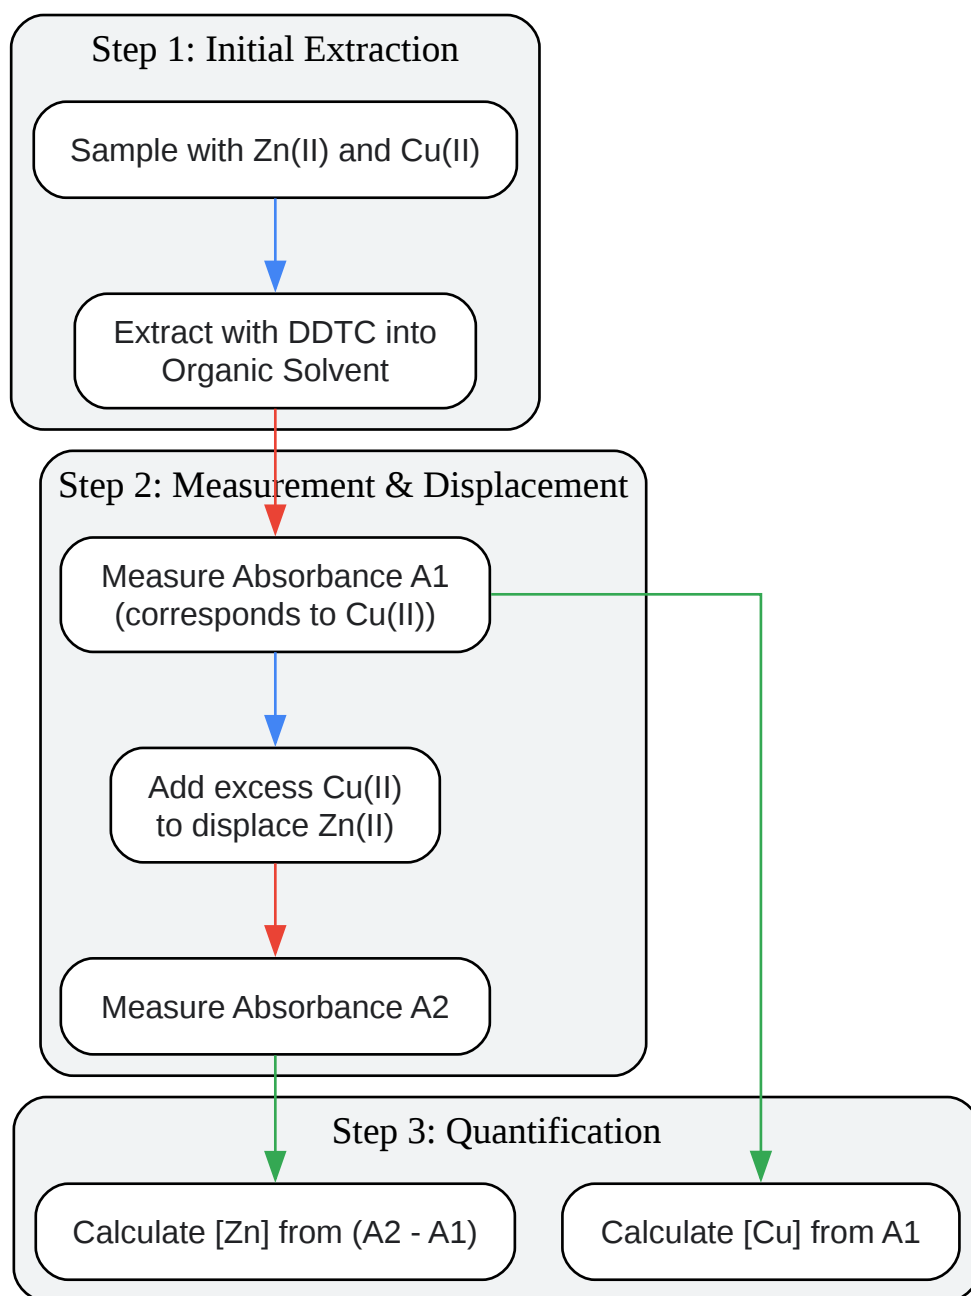 Step 1: Initial Extraction
Sample with Zn(II) and Cu(II)
Extract with DDTC into
Organic Solvent
Step 2: Measurement & Displacement
Measure Absorbance A1
(corresponds to Cu(II))
Add excess Cu(II)
to displace Zn(II)
Measure Absorbance A2
Step 3: Quantification
Calculate [Zn] from (A2 - A1)
Calculate [Cu] from A1